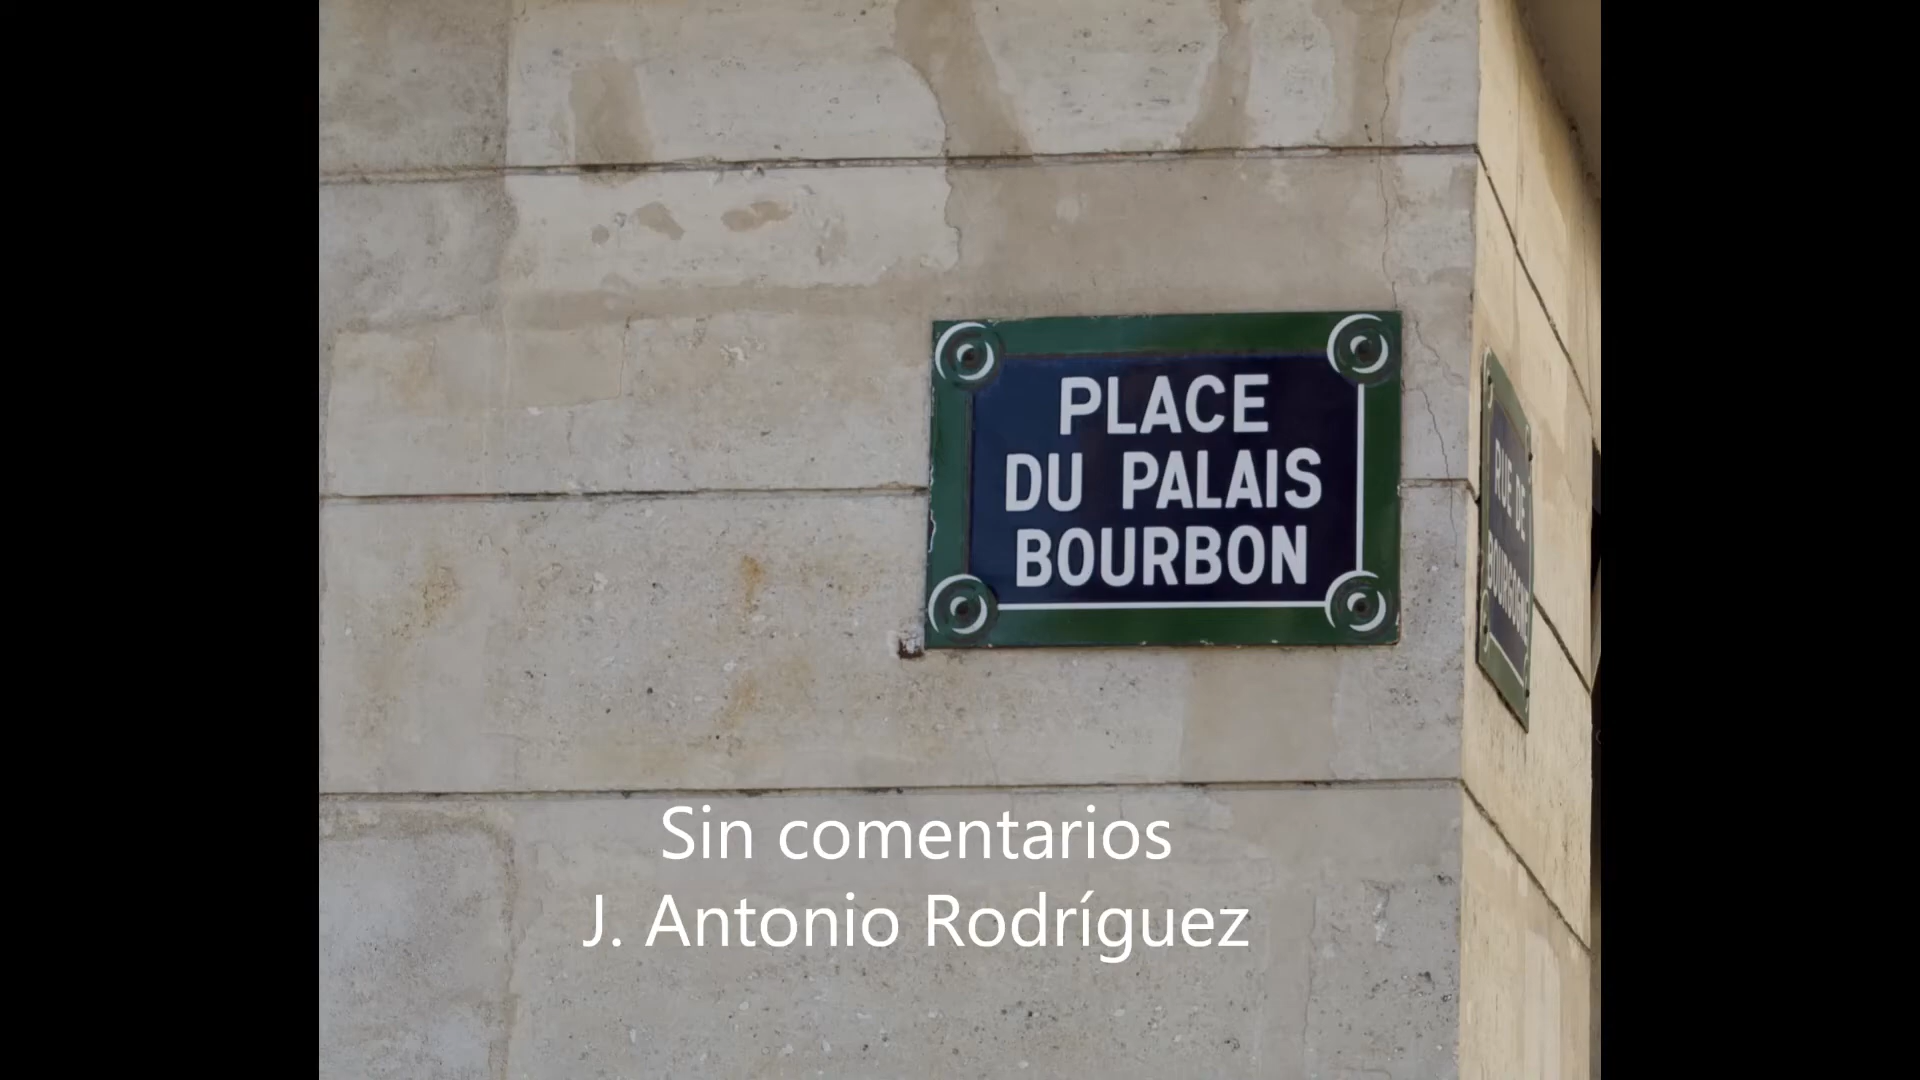 PLACE
DU PALAIS
BOURBON
RUE DE
BOURGOGNE
Sin comentarios
J. Antonio Rodríguez